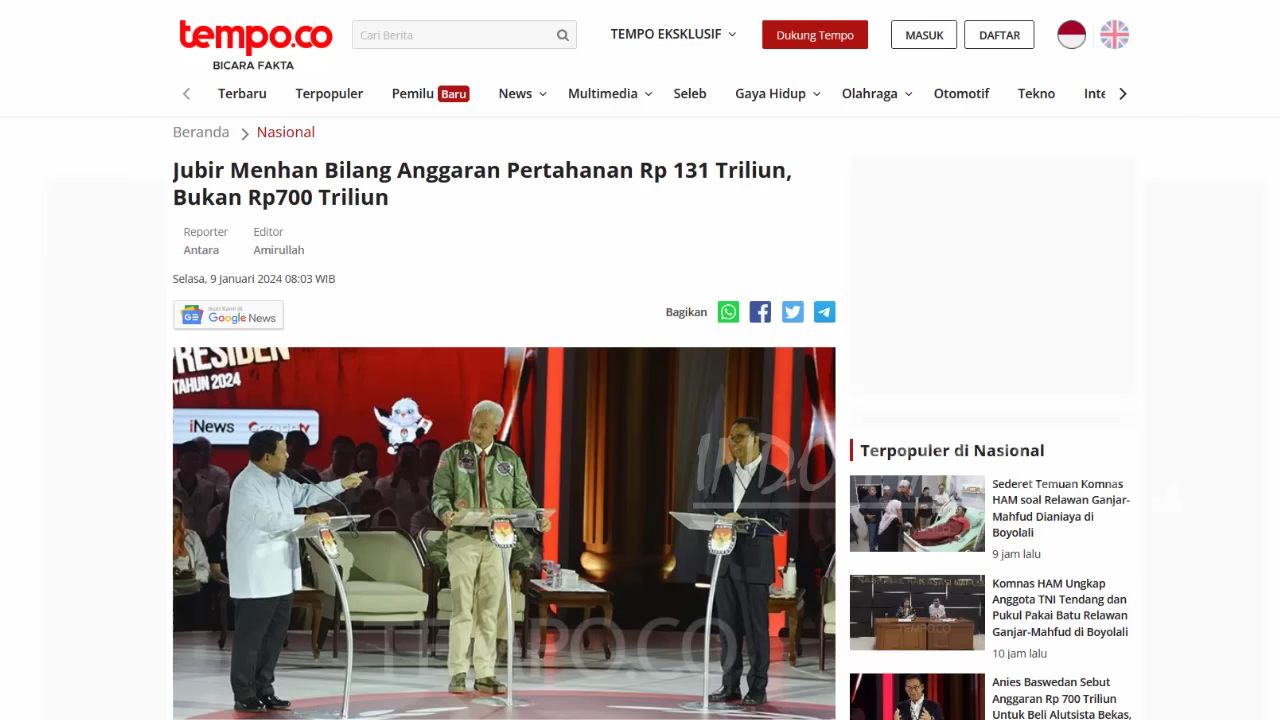 tempo.co
BICARA FAKTA
Cari Berita
TEMPO EKSKLUSIF
Dukung Tempo
MASUK
DAFTAR
Terbaru
Terpopuler
Pemilu Baru
News
Multimedia
Seleb
Gaya Hidup
Olahraga
Otomotif
Tekno
Inte
Beranda
Nasional
Jubir Menhan Bilang Anggaran Pertahanan Rp 131 Triliun,
Bukan Rp700 Triliun
Reporter
Antara
Editor
Amirullah
Selasa, 9 Januari 2024 08:03 WIB
Google News
Bagikan
RESIDEN
TAHUN 2024
iNews
TEMPO.CO
Terpopuler di Nasional
Sederet Temuan Komnas
HAM soal Relawan Ganjar-
Mahfud Dianiaya di
Boyolali
9 jam lalu
Komnas HAM Ungkap
Anggota TNI Tendang dan
Pukul Pakai Batu Relawan
Ganjar-Mahfud di Boyolali
10 jam lalu
Anies Baswedan Sebut
Anggaran Rp 700 Triliun
Untuk Beli Alutsista Bekas,